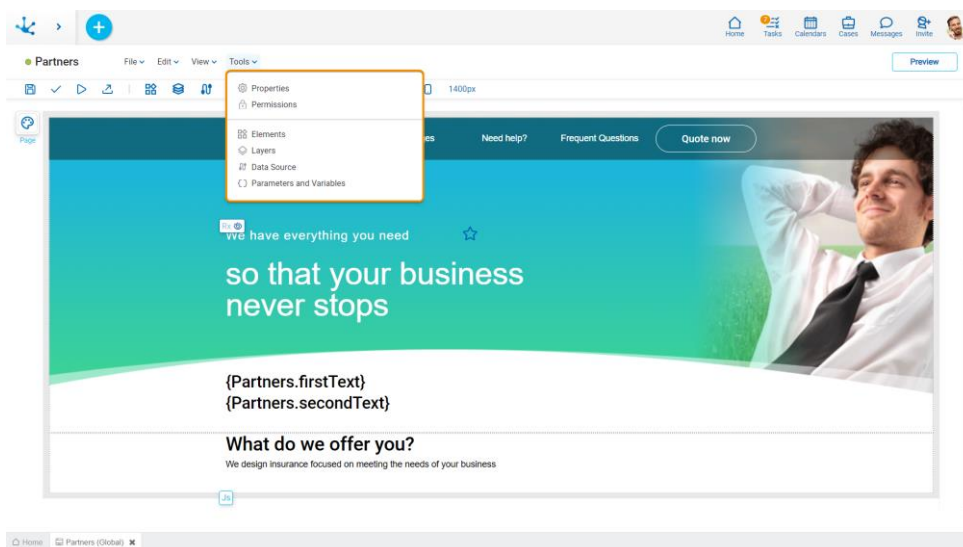 Home
7
Tasks
Calendars
Cases
Messages
Invite
Partners
File
Edit
View
Tools
Preview
1400px
Properties
Permissions
Elements
Layers
Data Source
Parameters and Variables
Page
es
Need help?
Frequent Questions
Quote now
We have everything you need
so that your business
never stops
{Partners.firstText}
{Partners.secondText}
What do we offer you?
We design insurance focused on meeting the needs of your business
Js
Home
Partners (Global)